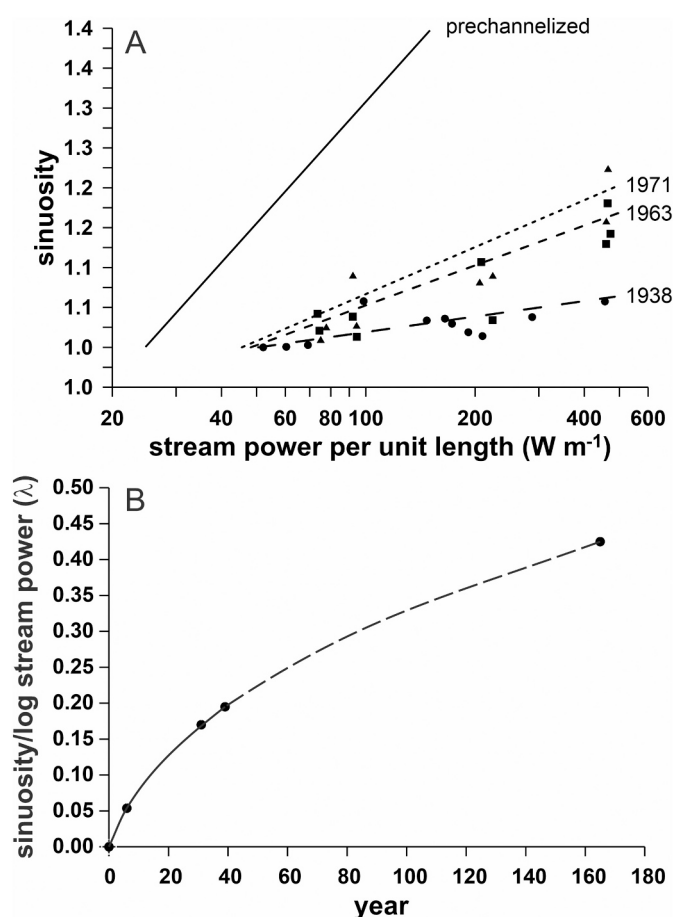 A
prechannelized
1.4
1.4
1.3
1.3
1.2
1.2
1.1
1.1
1.0
1.0
sinuosity
1971
1963
1938
20 40 60 80 100 200 400 600
stream power per unit length (W m⁻¹)
B
0.50
0.45
0.40
0.35
0.30
0.25
0.20
0.15
0.10
0.05
0.00
sinuosity/log stream power (λ)
0 20 40 60 80 100 120 140 160 180
year